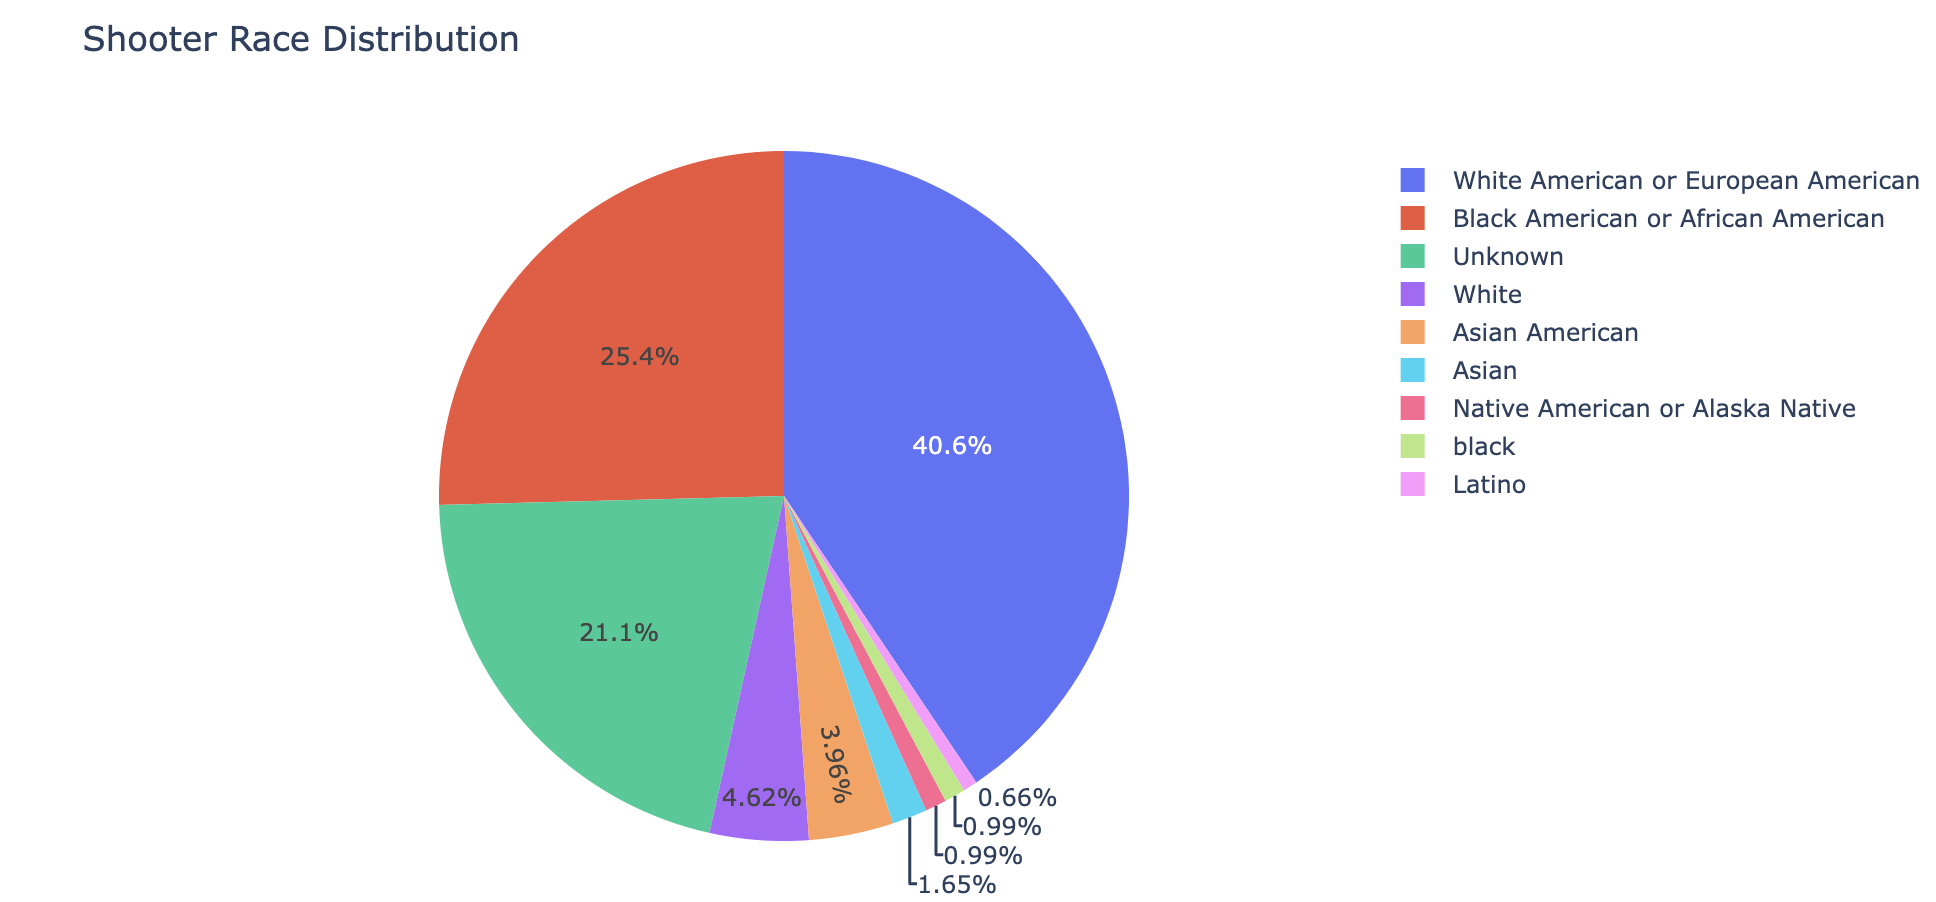 Shooter Race Distribution
White American or European American
Black American or African American
Unknown
White
Asian American
Asian
Native American or Alaska Native
black
Latino
25.4%
40.6%
21.1%
3.96%
4.62%
0.66%
0.99%
0.99%
1.65%